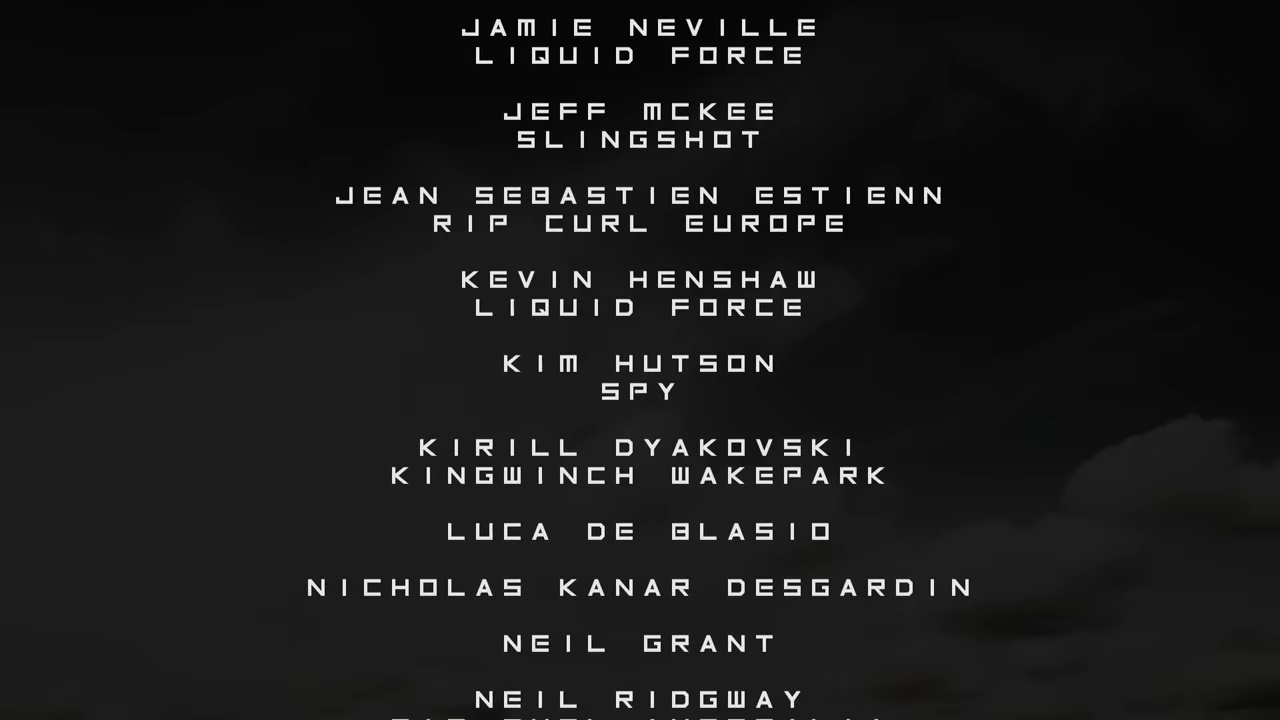 JAMIE NEVILLE
LIQUID FORCE
JEFF MCKEE
SLINGSHOT
JEAN SEBASTIEN ESTIENN
RIP CURL EUROPE
KEVIN HENSHAW
LIQUID FORCE
KIM HUTSON
SPY
KIRILL DYAKOVSKI
KINGWINCH WAKEPARK
LUCA DE BLASIO
NICHOLAS KANAR DESGARDIN
NEIL GRANT
NEIL RIDGWAY